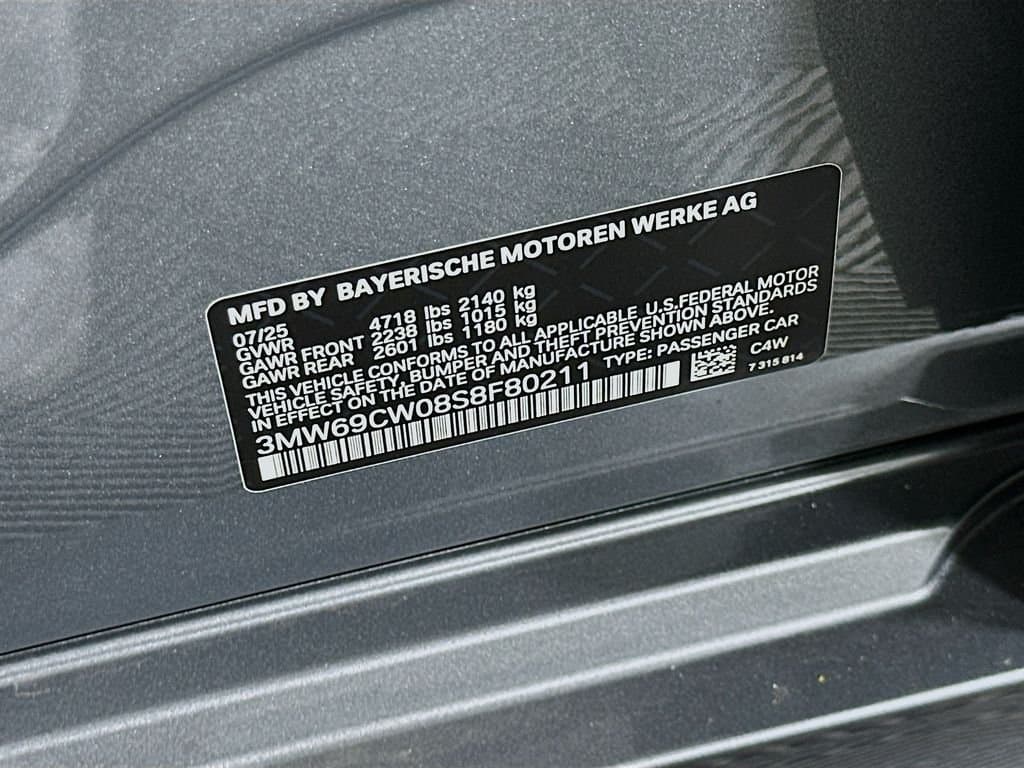 MFD BY BAYERISCHE MOTOREN WERKE AG
07/25
GVWR 4718 lbs 2140 kg
GAWR FRONT 2238 lbs 1015 kg
GAWR REAR 2601 lbs 1180 kg
THIS VEHICLE CONFORMS TO ALL APPLICABLE U.S.FEDERAL MOTOR
VEHICLE SAFETY, BUMPER AND THEFT PREVENTION STANDARDS
IN EFFECT ON THE DATE OF MANUFACTURE SHOWN ABOVE.
3MW69CW08S8F80211 TYPE: PASSENGER CAR
C4W
7 315 814